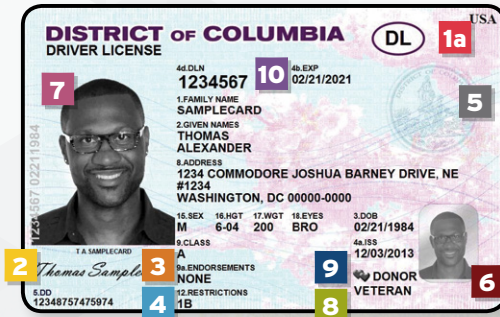 USA
DISTRICT OF COLUMBIA
DRIVER LICENSE
DL
1a
4d.DLN
1234567
10
4b.EXP
02/21/2021
7
5
1.FAMILY NAME
SAMPLECARD
2.GIVEN NAMES
THOMAS
ALEXANDER
8.ADDRESS
1234 COMMODORE JOSHUA BARNEY DRIVE, NE
#1234
WASHINGTON, DC 00000-0000
1234567 02211984
15.SEX 16.HGT 17.WGT 18.EYES 3.DOB
M 6-04 200 BRO 02/21/1984
T A SAMPLECARD
9.CLASS
A
4a.ISS
12/03/2013
2
Thomas Sample
3
9a.ENDORSEMENTS
NONE
9
DONOR
VETERAN
6
5.DD
12348757475974
4
12.RESTRICTIONS
1B
8